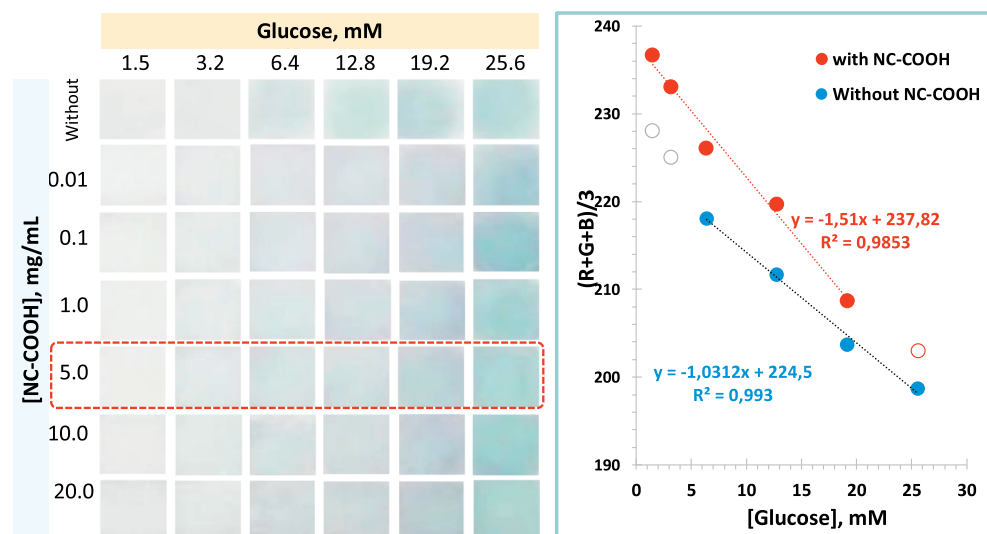 Glucose, mM
1.5 3.2 6.4 12.8 19.2 25.6
[NC-COOH], mg/mL
Without
0.01
0.1
1.0
5.0
10.0
20.0
(R+G+B)/3
240
230
220
210
200
190
with NC-COOH
Without NC-COOH
y = -1,51x + 237,82
R² = 0,9853
y = -1,0312x + 224,5
R² = 0,993
0 5 10 15 20 25 30
[Glucose], mM